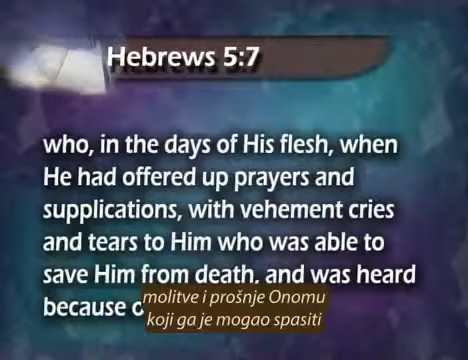 Hebrews 5:7
who, in the days of His flesh, when
He had offered up prayers and
supplications, with vehement cries
and tears to Him who was able to
save Him from death, and was heard
because
molitve i prošnje Onomu
koji ga je mogao spasiti